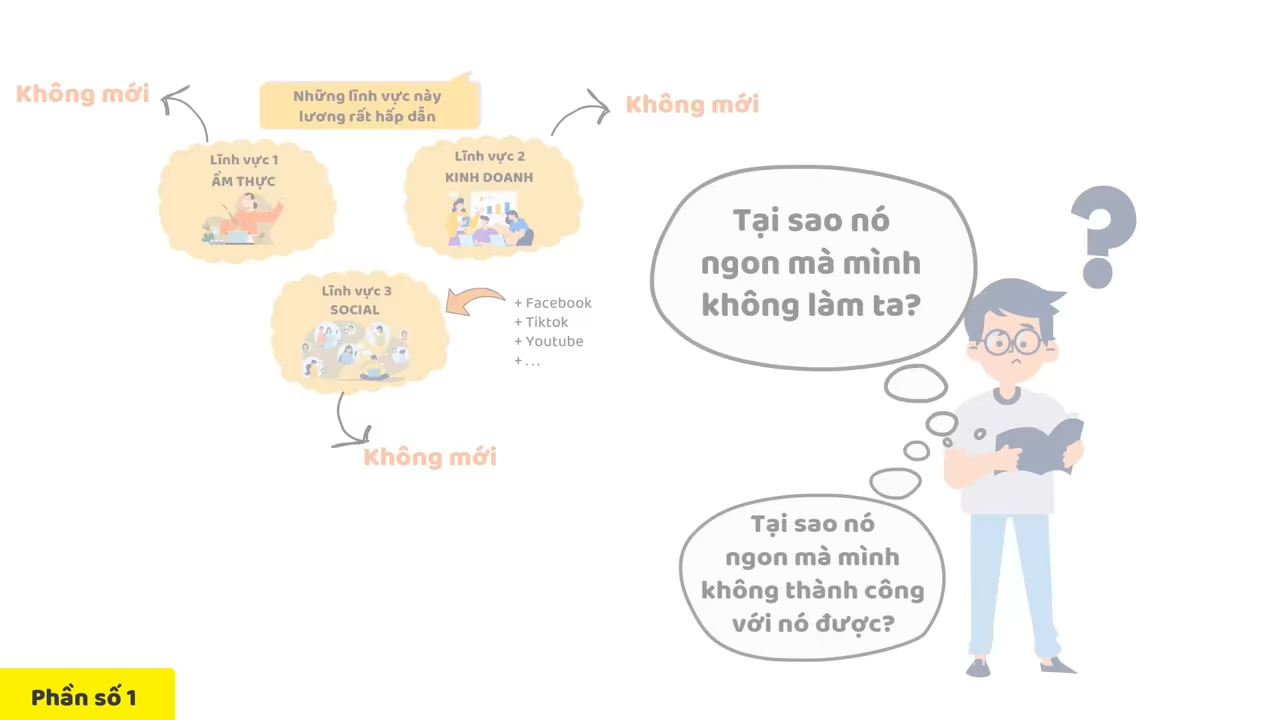 Không mới
Những lĩnh vực này
lương rất hấp dẫn
Không mới
Lĩnh vực 1
ẨM THỰC
Lĩnh vực 2
KINH DOANH
Lĩnh vực 3
SOCIAL
+ Facebook
+ Tiktok
+ Youtube
+ ...
Không mới
Tại sao nó
ngon mà mình
không làm ta?
?
Tại sao nó
ngon mà mình
không thành công
với nó được?
Phần số 1